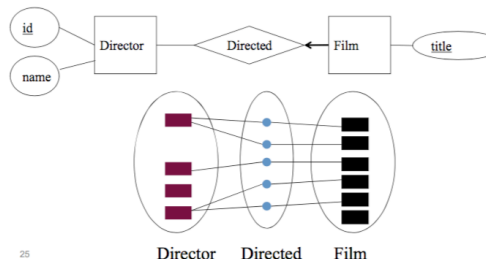 id
name
Director
Directed
Film
title
25
Director Directed Film